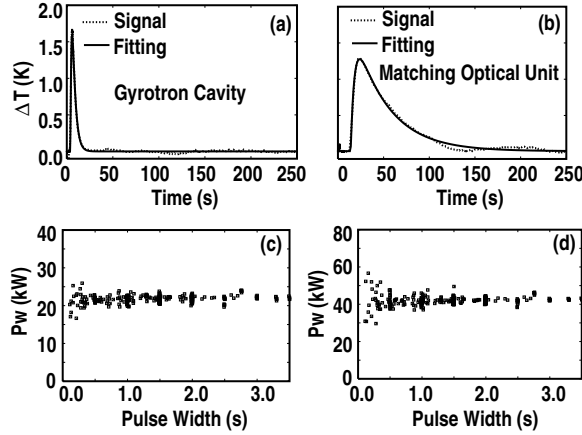 Signal
Fitting
(a)
Gyrotron Cavity
ΔT (K)
2.0
1.5
1.0
0.5
0.0
0 50 100 150 200 250
Time (s)
Signal
Fitting
(b)
Matching Optical Unit
0 50 100 150 200 250
Time (s)
(c)
Pw (kW)
40
30
20
10
0
0.0 1.0 2.0 3.0
Pulse Width (s)
(d)
Pw (kW)
80
60
40
20
0
0.0 1.0 2.0 3.0
Pulse Width (s)